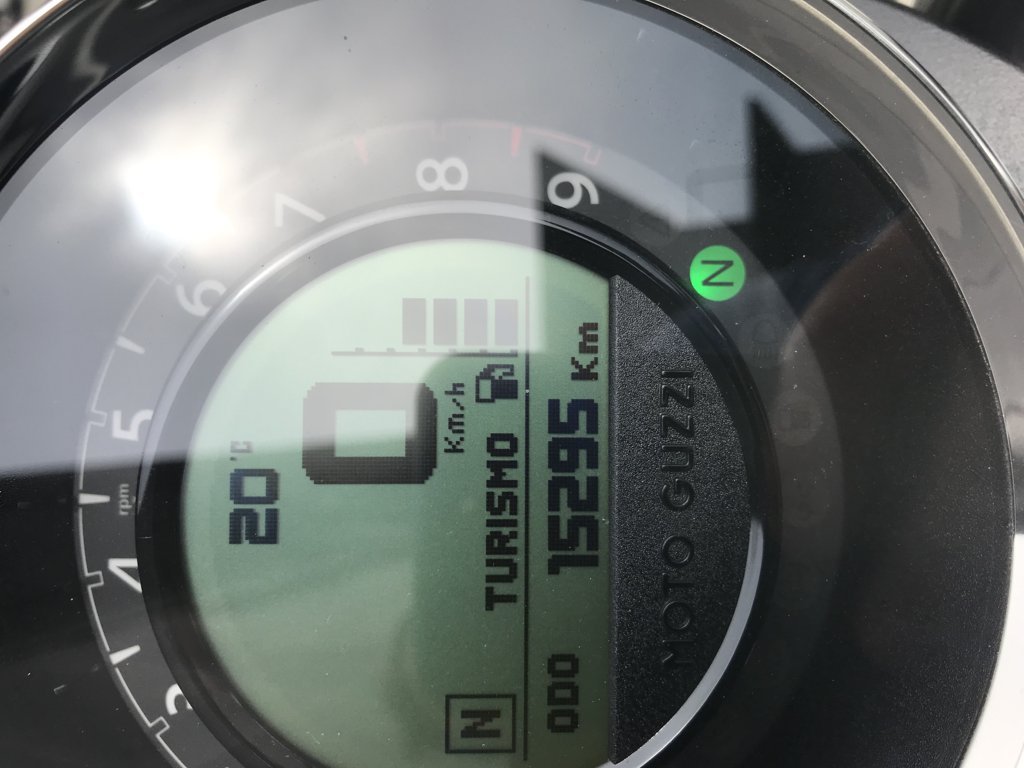 3 4 5 6 7 8 9
rpm
20 °C
0
Km/h
N
TURISMO
ODO 15295 Km
MOTO GUZZI
N